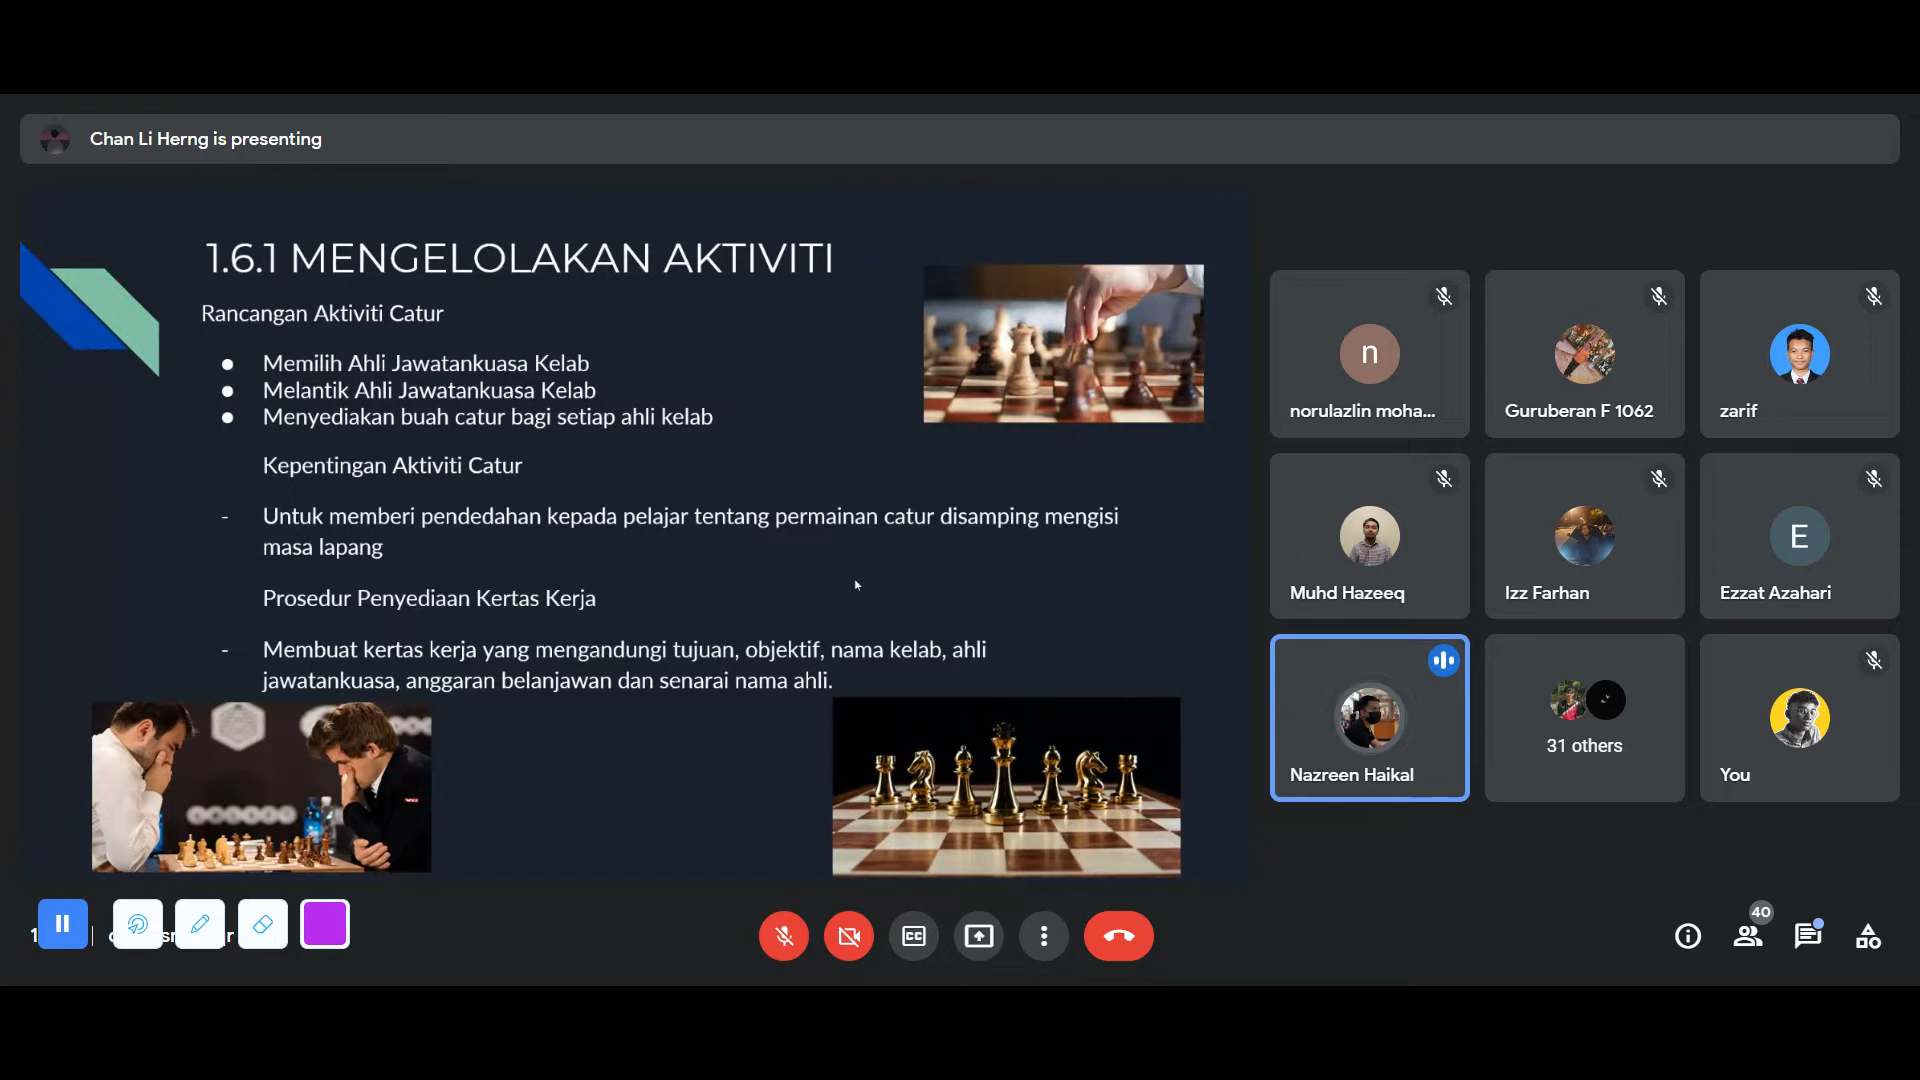 Chan Li Herng is presenting
1.6.1 MENGELOLAKAN AKTIVITI
Rancangan Aktiviti Catur
● Memilih Ahli Jawatankuasa Kelab
● Melantik Ahli Jawatankuasa Kelab
● Menyediakan buah catur bagi setiap ahli kelab
Kepentingan Aktiviti Catur
- Untuk memberi pendedahan kepada pelajar tentang permainan catur disamping mengisi
masa lapang
Prosedur Penyediaan Kertas Kerja
- Membuat kertas kerja yang mengandungi tujuan, objektif, nama kelab, ahli
jawatankuasa, anggaran belanjawan dan senarai nama ahli.
n
norulazlin moha...
Guruberan F 1062
zarif
Muhd Hazeeq
Izz Farhan
E
Ezzat Azahari
Nazreen Haikal
31 others
You
CC
40